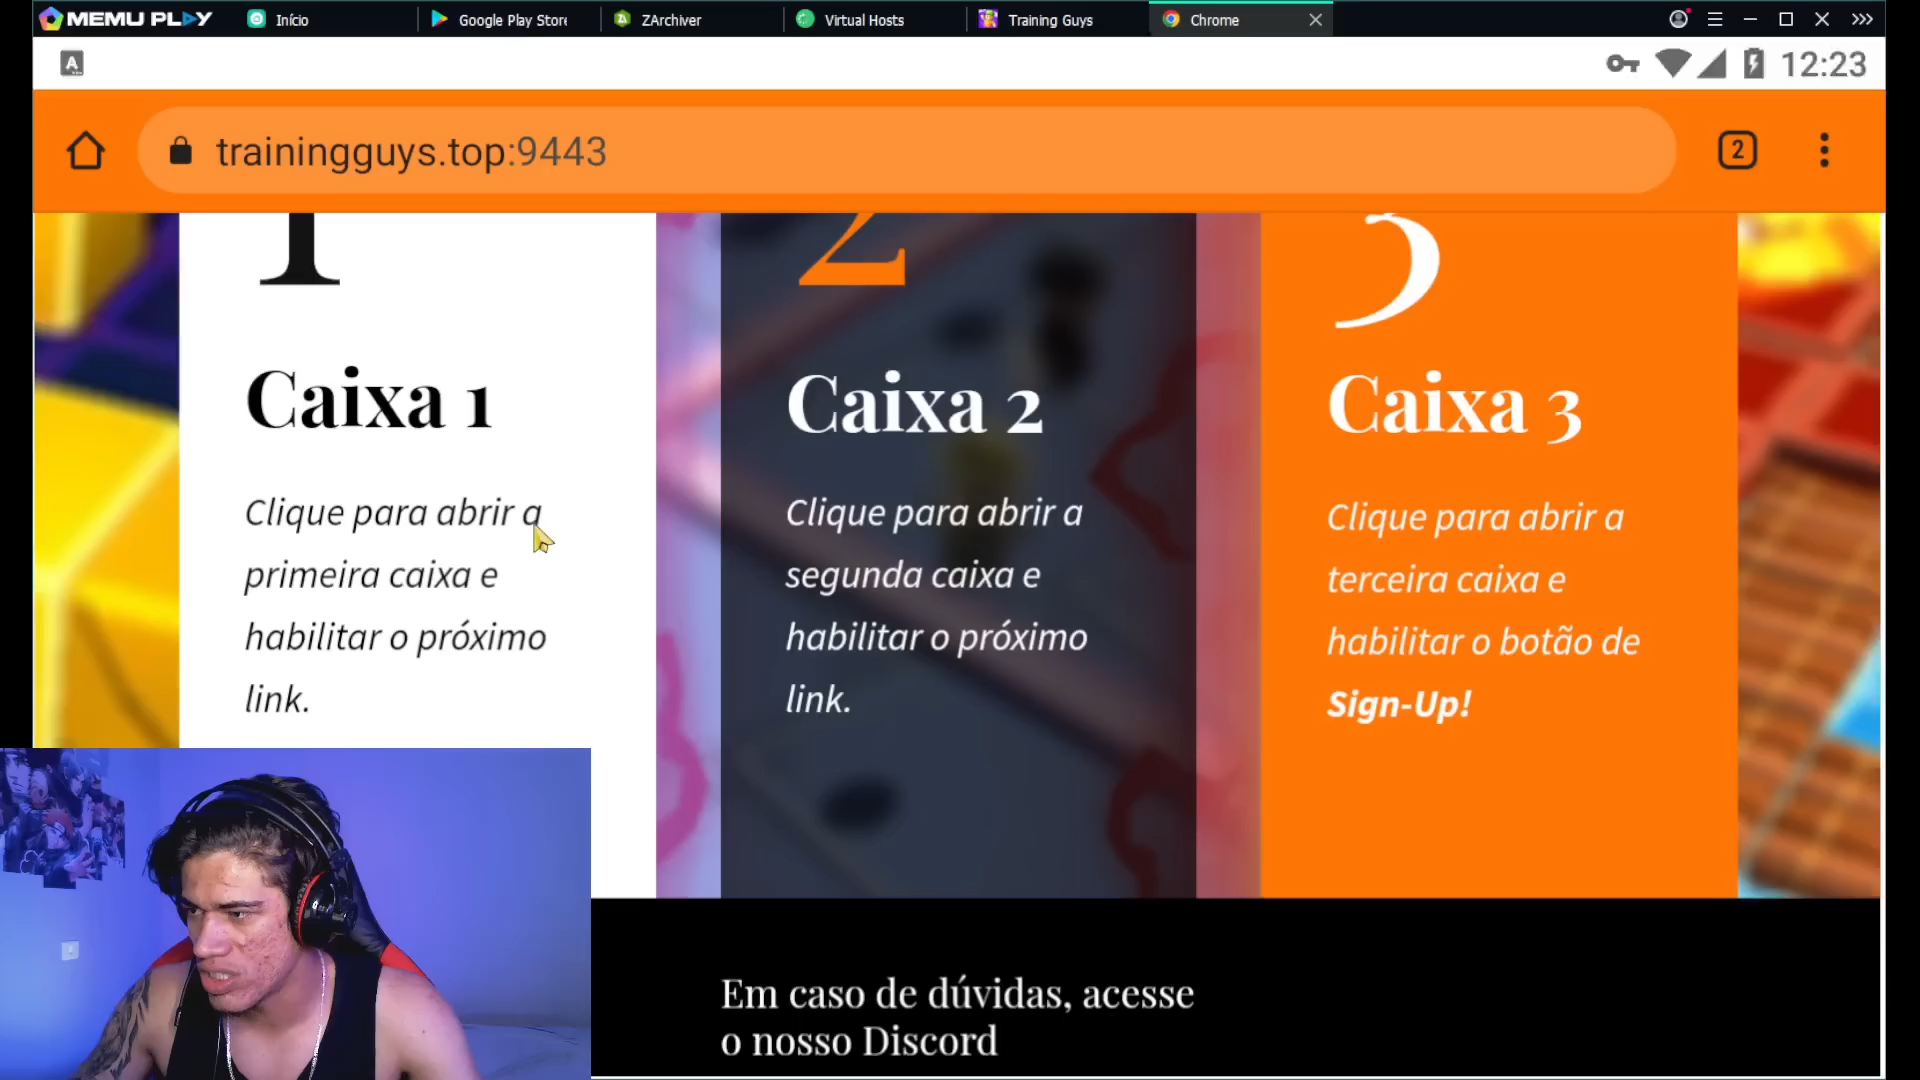 MEMU PLAY
Início
Google Play Store
ZArchiver
Virtual Hosts
Training Guys
Chrome
A
12:23
trainingguys.top:9443
2
1
2
3
Caixa 1
Clique para abrir a
primeira caixa e
habilitar o próximo
link.
Caixa 2
Clique para abrir a
segunda caixa e
habilitar o próximo
link.
Caixa 3
Clique para abrir a
terceira caixa e
habilitar o botão de
Sign-Up!
Em caso de dúvidas, acesse
o nosso Discord